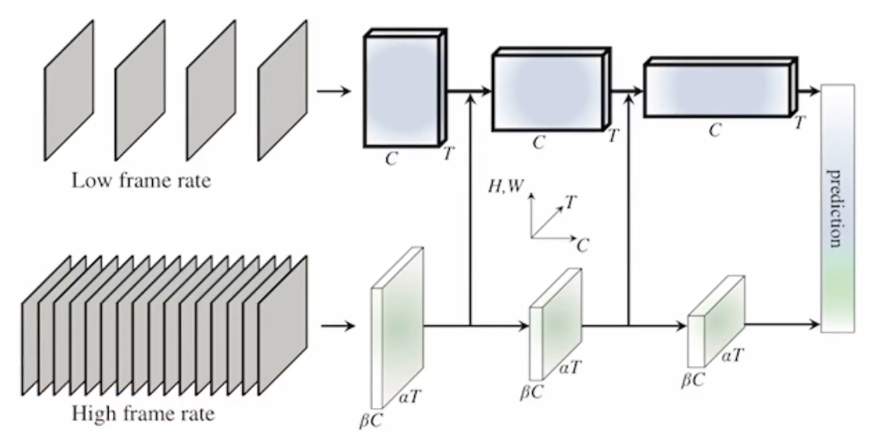 Low frame rate
C
T
C
T
C
T
H,W
T
C
prediction
High frame rate
βC
αT
βC
αT
βC
αT